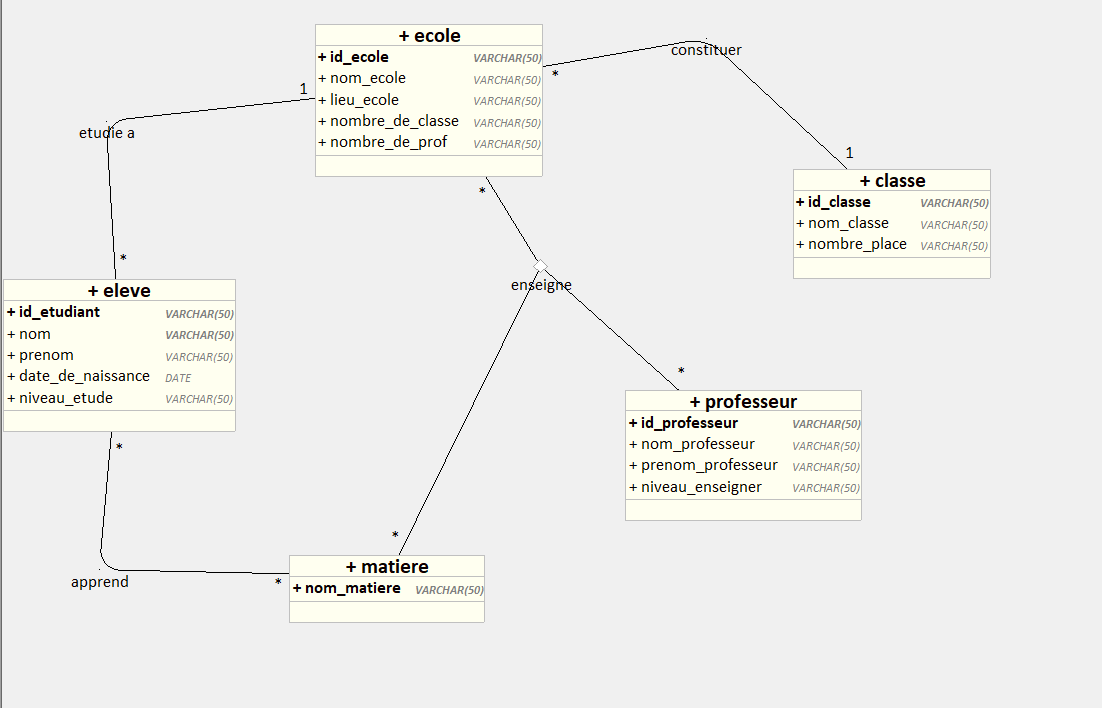 + ecole
+ id_ecole VARCHAR(50)
+ nom_ecole VARCHAR(50)
+ lieu_ecole VARCHAR(50)
+ nombre_de_classe VARCHAR(50)
+ nombre_de_prof VARCHAR(50)
constituer
*
1
1
etudie a
*
+ classe
+ id_classe VARCHAR(50)
+ nom_classe VARCHAR(50)
+ nombre_place VARCHAR(50)
*
enseigne
+ eleve
+ id_etudiant VARCHAR(50)
+ nom VARCHAR(50)
+ prenom VARCHAR(50)
+ date_de_naissance DATE
+ niveau_etude VARCHAR(50)
*
+ professeur
+ id_professeur VARCHAR(50)
+ nom_professeur VARCHAR(50)
+ prenom_professeur VARCHAR(50)
+ niveau_enseigner VARCHAR(50)
*
*
apprend
*
+ matiere
+ nom_matiere VARCHAR(50)